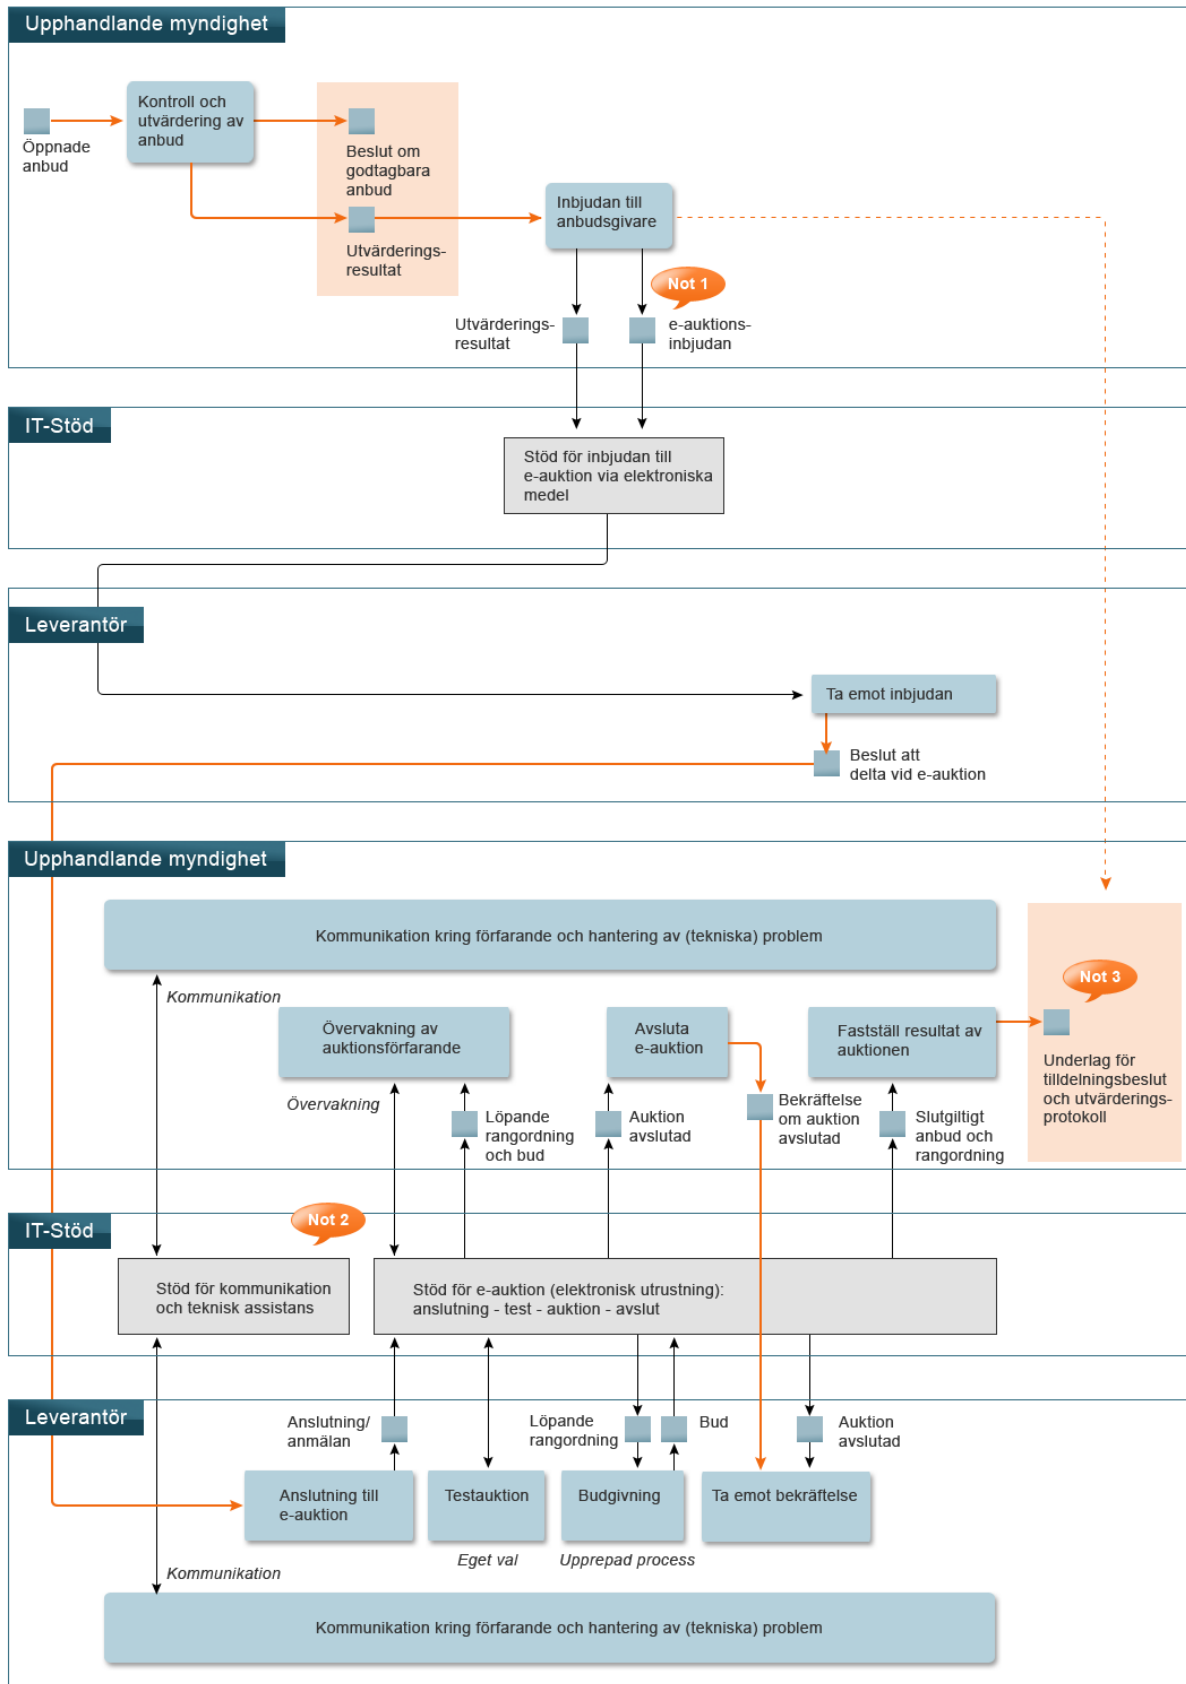 Upphandlande myndighet
Kontroll och
utvärdering av
anbud
Öppnade
anbud
Beslut om
godtagbara
anbud
Utvärderings-
resultat
Inbjudan till
anbudsgivare
Not 1
Utvärderings-
resultat
e-auktions-
inbjudan
IT-Stöd
Stöd för inbjudan till
e-auktion via elektroniska
medel
Leverantör
Ta emot inbjudan
Beslut att
delta vid e-auktion
Upphandlande myndighet
Kommunikation kring förfarande och hantering av (tekniska) problem
Kommunikation
Not 3
Övervakning av
auktionsförfarande
Avsluta
e-auktion
Fastställ resultat av
auktionen
Underlag för
tilldelningsbeslut
och utvärderings-
protokoll
Övervakning
Löpande
rangordning
och bud
Auktion
avslutad
Bekräftelse
om auktion
avslutad
Slutgiltigt
anbud och
rangordning
IT-Stöd
Not 2
Stöd för kommunikation
och teknisk assistans
Stöd för e-auktion (elektronisk utrustning):
anslutning - test - auktion - avslut
Leverantör
Anslutning/
anmälan
Löpande
rangordning
Bud
Auktion
avslutad
Anslutning till
e-auktion
Testauktion
Budgivning
Ta emot bekräftelse
Eget val
Upprepad process
Kommunikation
Kommunikation kring förfarande och hantering av (tekniska) problem